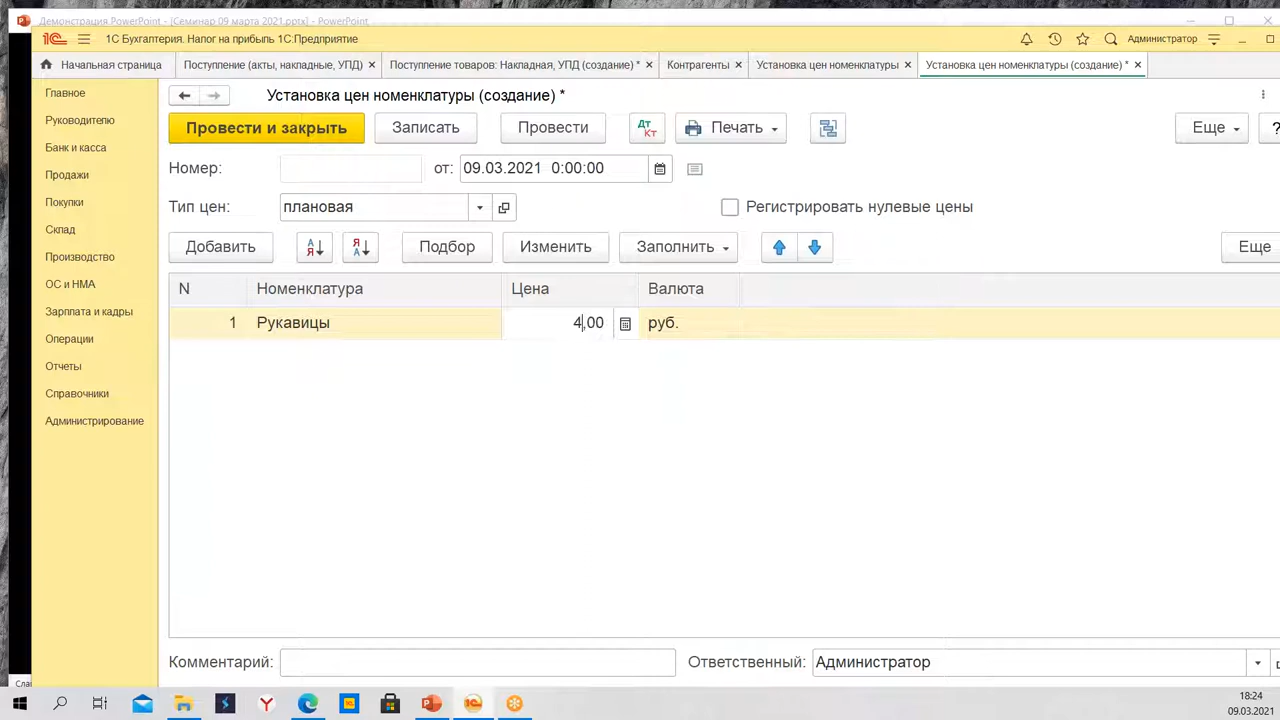 Демонстрация PowerPoint - [Семинар 09 марта 2021.pptx] - PowerPoint
1С Бухгалтерия. Налог на прибыль 1С:Предприятие
Администратор
Начальная страница
Поступление (акты, накладные, УПД)
Поступление товаров: Накладная, УПД (создание) *
Контрагенты
Установка цен номенклатуры
Установка цен номенклатуры (создание) *
Главное
Руководителю
Банк и касса
Продажи
Покупки
Склад
Производство
ОС и НМА
Зарплата и кадры
Операции
Отчеты
Справочники
Администрирование
Установка цен номенклатуры (создание) *
Провести и закрыть
Записать
Провести
Дт
Кт
Печать
Еще
?
Номер:
от: 09.03.2021 0:00:00
Тип цен: плановая
Регистрировать нулевые цены
Добавить
А
Я
Я
А
Подбор
Изменить
Заполнить
Еще
N Номенклатура Цена Валюта
1 Рукавицы 4,00 руб.
Комментарий:
Ответственный: Администратор
18:24
09.03.2021